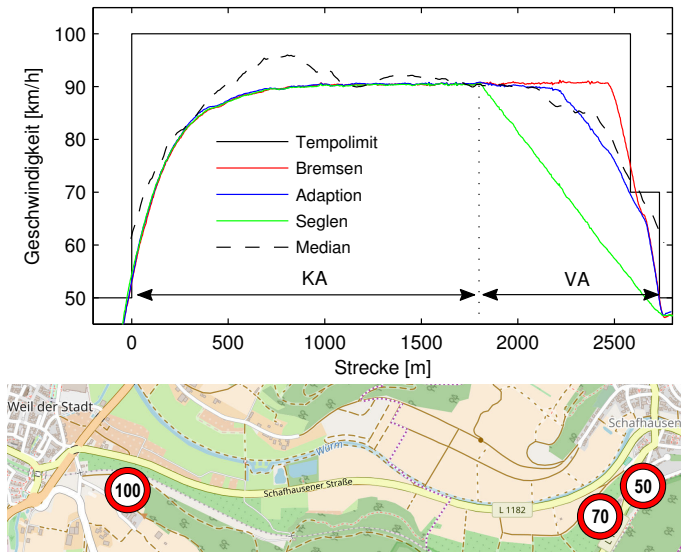 100
90
80
70
60
50
Geschwindigkeit [km/h]
Tempolimit
Bremsen
Adaption
Seglen
Median
KA
VA
0
500
1000
1500
2000
2500
Strecke [m]
Weil der Stadt
Würm
Schafhausen
Schafhausener Straße
L 1182
100
70
50